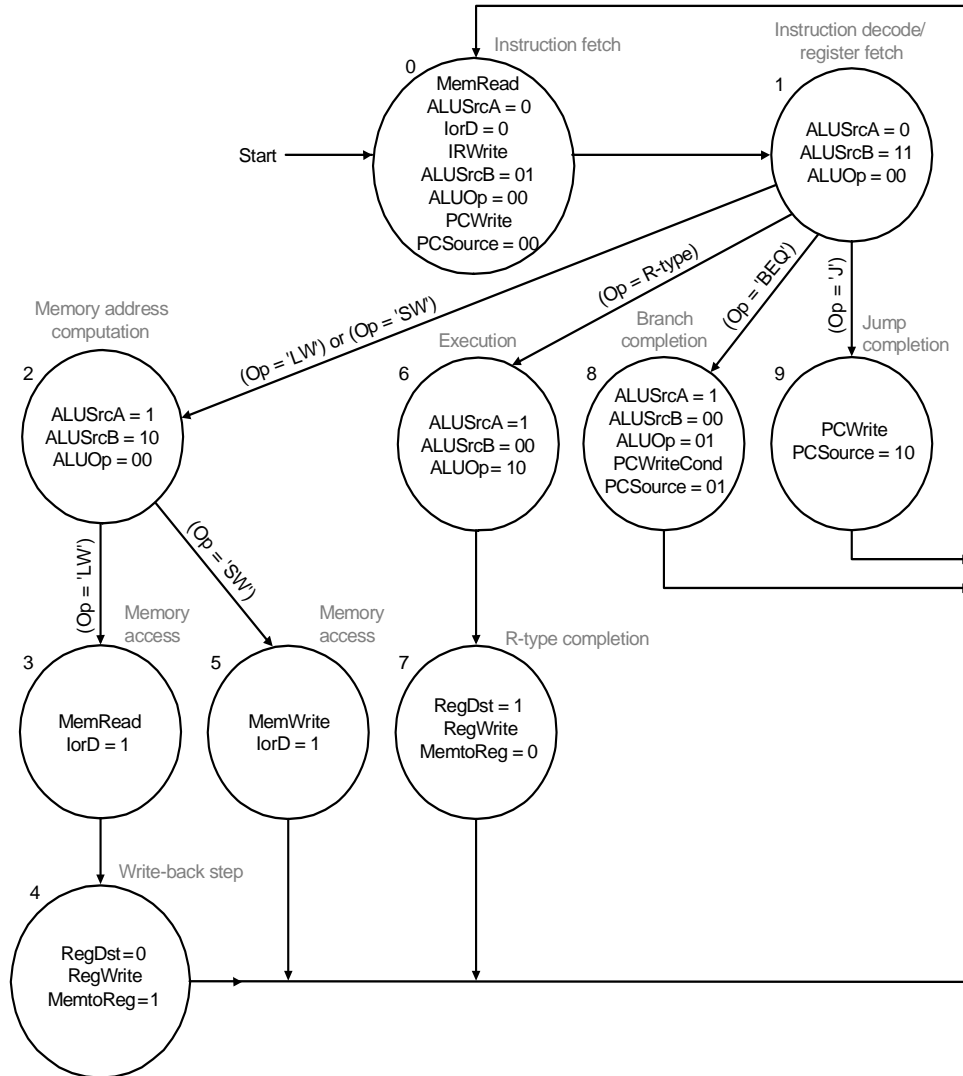 Instruction fetch
0
MemRead
ALUSrcA = 0
IorD = 0
IRWrite
ALUSrcB = 01
ALUOp = 00
PCWrite
PCSource = 00
Start
Instruction decode/
register fetch
1
ALUSrcA = 0
ALUSrcB = 11
ALUOp = 00
(Op = 'LW') or (Op = 'SW')
(Op = R-type)
(Op = 'BEQ')
(Op = 'J')
Memory address
computation
2
ALUSrcA = 1
ALUSrcB = 10
ALUOp = 00
Execution
6
ALUSrcA =1
ALUSrcB = 00
ALUOp= 10
Branch
completion
8
ALUSrcA = 1
ALUSrcB = 00
ALUOp = 01
PCWriteCond
PCSource = 01
Jump
completion
9
PCWrite
PCSource = 10
(Op = 'LW')
(Op = 'SW')
Memory
access
3
MemRead
IorD = 1
Memory
access
5
MemWrite
IorD = 1
R-type completion
7
RegDst = 1
RegWrite
MemtoReg = 0
Write-back step
4
RegDst=0
RegWrite
MemtoReg=1